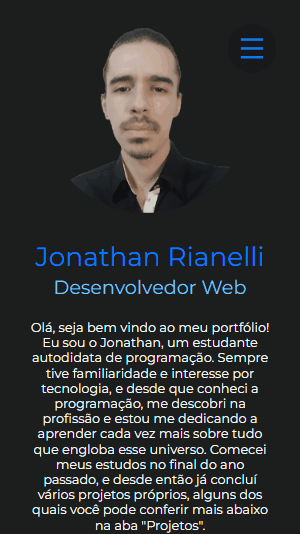 Jonathan Rianelli
Desenvolvedor Web
Olá, seja bem vindo ao meu portfólio!
Eu sou o Jonathan, um estudante
autodidata de programação. Sempre
tive familiaridade e interesse por
tecnologia, e desde que conheci a
programação, me descobri na
profissão e estou me dedicando a
aprender cada vez mais sobre tudo
que engloba esse universo. Comecei
meus estudos no final do ano
passado, e desde então já concluí
vários projetos próprios, alguns dos
quais você pode conferir mais abaixo
na aba "Projetos".